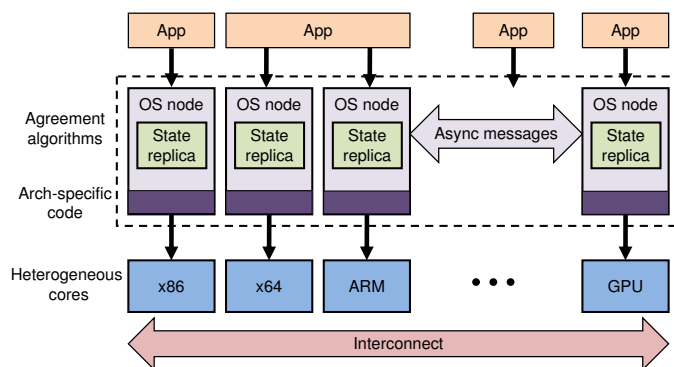 App
App
App
App
Agreement
algorithms
OS node
OS node
OS node
OS node
State
replica
State
replica
State
replica
Async messages
State
replica
Arch-specific
code
Heterogeneous
cores
x86
x64
ARM
GPU
Interconnect